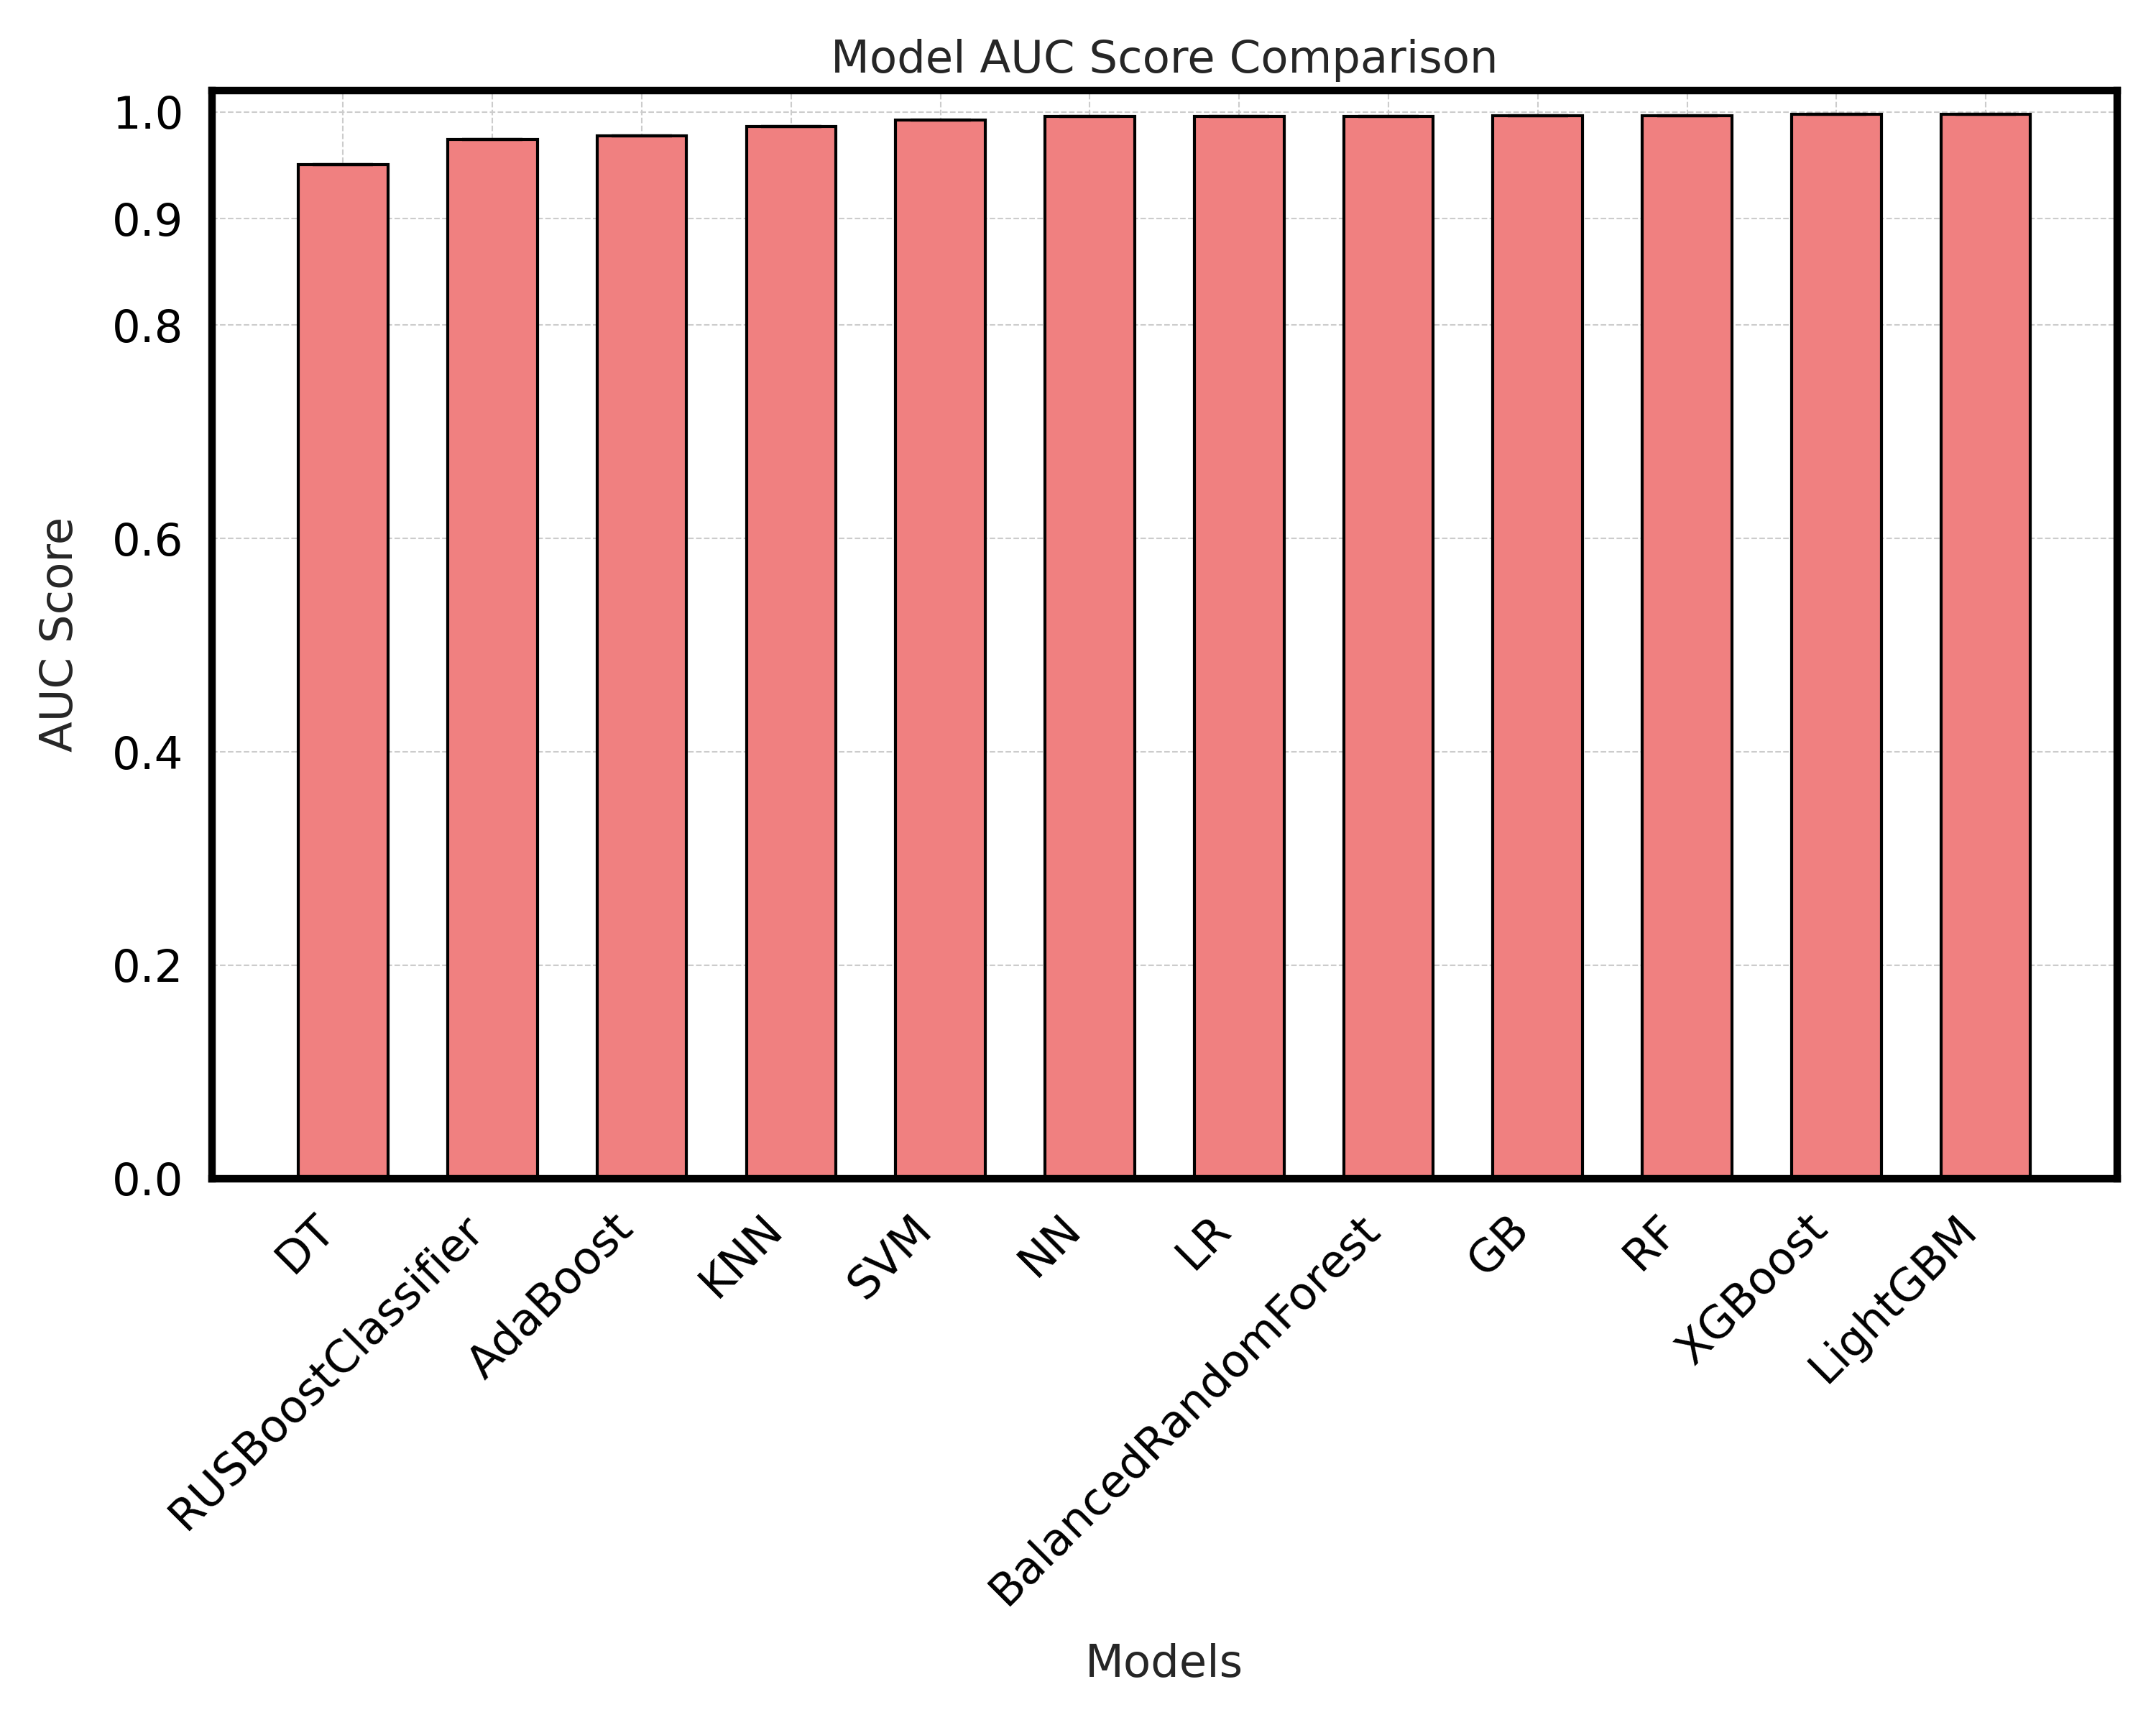 Model AUC Score Comparison
AUC Score
1.0
0.9
0.8
0.6
0.4
0.2
0.0
DT
RUSBoostClassifier
AdaBoost
KNN
SVM
NN
LR
BalancedRandomForest
GB
RF
XGBoost
LightGBM
Models